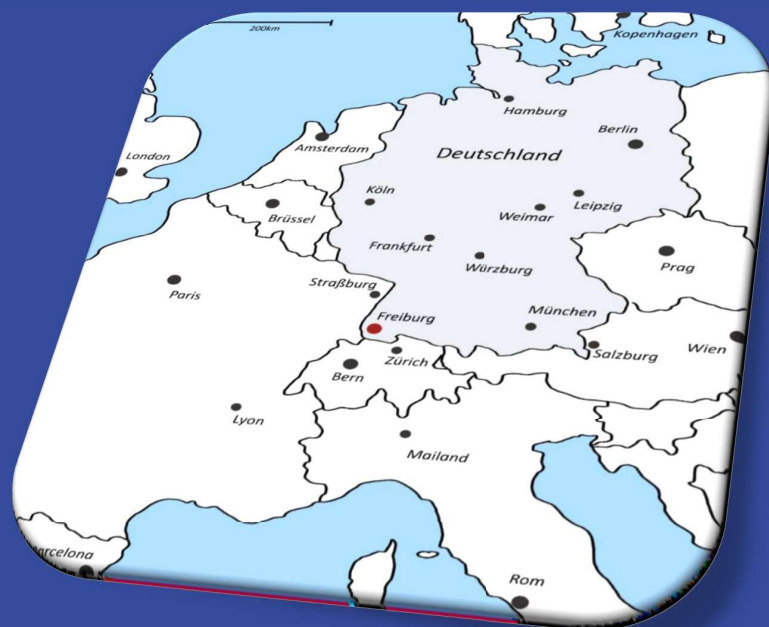 200km
Kopenhagen
Hamburg
Berlin
London
Amsterdam
Deutschland
Köln
Leipzig
Brüssel
Weimar
Frankfurt
Würzburg
Prag
Paris
Straßburg
Freiburg
München
Zürich
Salzburg
Wien
Bern
Lyon
Mailand
arcelona
Rom